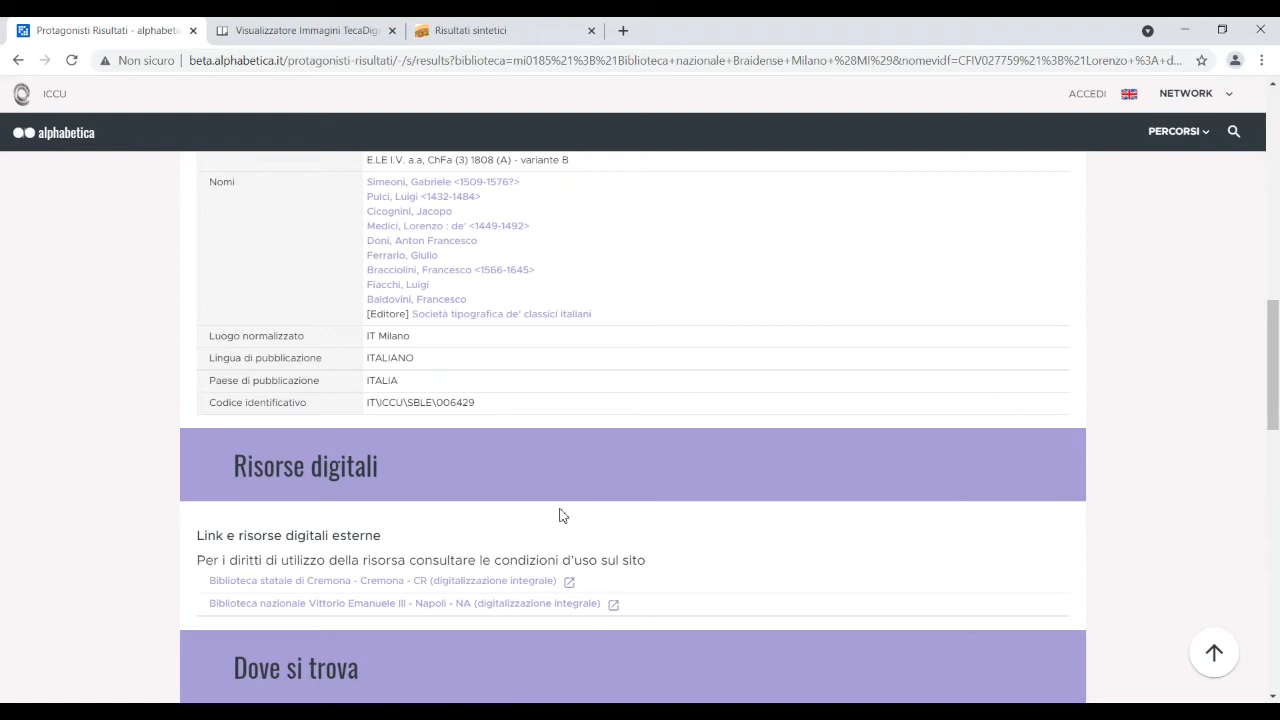 Protagonisti Risultati - alphabetic
Visualizzatore Immagini TecaDigi
Risultati sintetici
Non sicuro
beta.alphabetica.it/protagonisti-risultati/-/s/results?biblioteca=mi0185%21%3B%21Biblioteca+nazionale+Braidense+Milano+%28MI%29&nomevidf=CFIV027759%21%3B%21Lorenzo+%3A+d...
ICCU
ACCEDI
NETWORK
alphabetica
PERCORSI
E.LE I.V. a.a, ChFa (3) 1808 (A) - variante B
Nomi
Simeoni, Gabriele <1509-1576?>
Pulci, Luigi <1432-1484>
Cicognini, Jacopo
Medici, Lorenzo : de' <1449-1492>
Doni, Anton Francesco
Ferrario, Giulio
Bracciolini, Francesco <1566-1645>
Fiacchi, Luigi
Baldovini, Francesco
[Editore] Società tipografica de' classici italiani
Luogo normalizzato
IT Milano
Lingua di pubblicazione
ITALIANO
Paese di pubblicazione
ITALIA
Codice identificativo
IT\ICCU\SBLE\006429
Risorse digitali
Link e risorse digitali esterne
Per i diritti di utilizzo della risorsa consultare le condizioni d'uso sul sito
Biblioteca statale di Cremona - Cremona - CR (digitalizzazione integrale)
Biblioteca nazionale Vittorio Emanuele III - Napoli - NA (digitalizzazione integrale)
Dove si trova